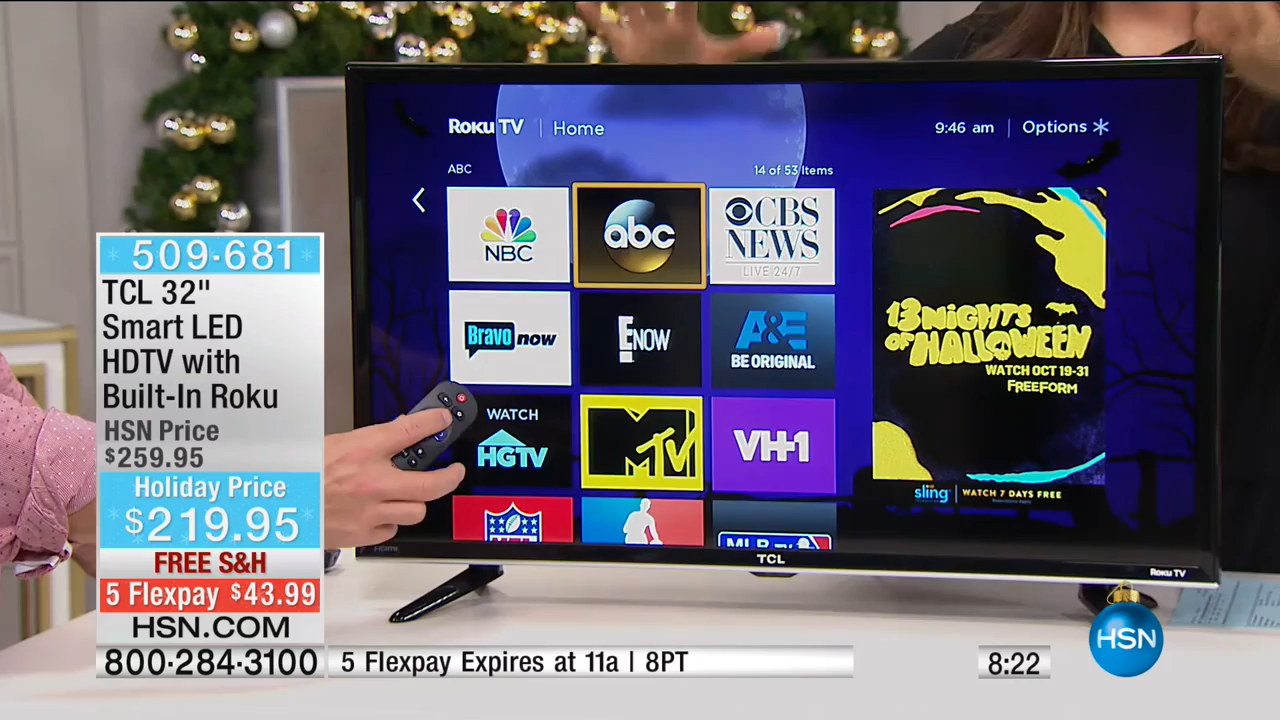 509-681
TCL 32"
Smart LED
HDTV with
Built-In Roku
HSN Price
$259.95
Holiday Price
$219.95
FREE S&H
5 Flexpay $43.99
HSN.COM
800-284-3100
5 Flexpay Expires at 11a | 8PT
8:22
HSN
Roku TV | Home
9:46 am | Options
ABC
14 of 53 Items
NBC
abc
CBS
NEWS
LIVE 24/7
Bravo now
E NOW
A&E
BE ORIGINAL
WATCH
HGTV
MTV
VH1
13 NIGHTS
OF HALLOWEEN
WATCH OCT 19-31
FREEFORM
sling
WATCH 7 DAYS FREE
TCL
Roku TV
HDMI